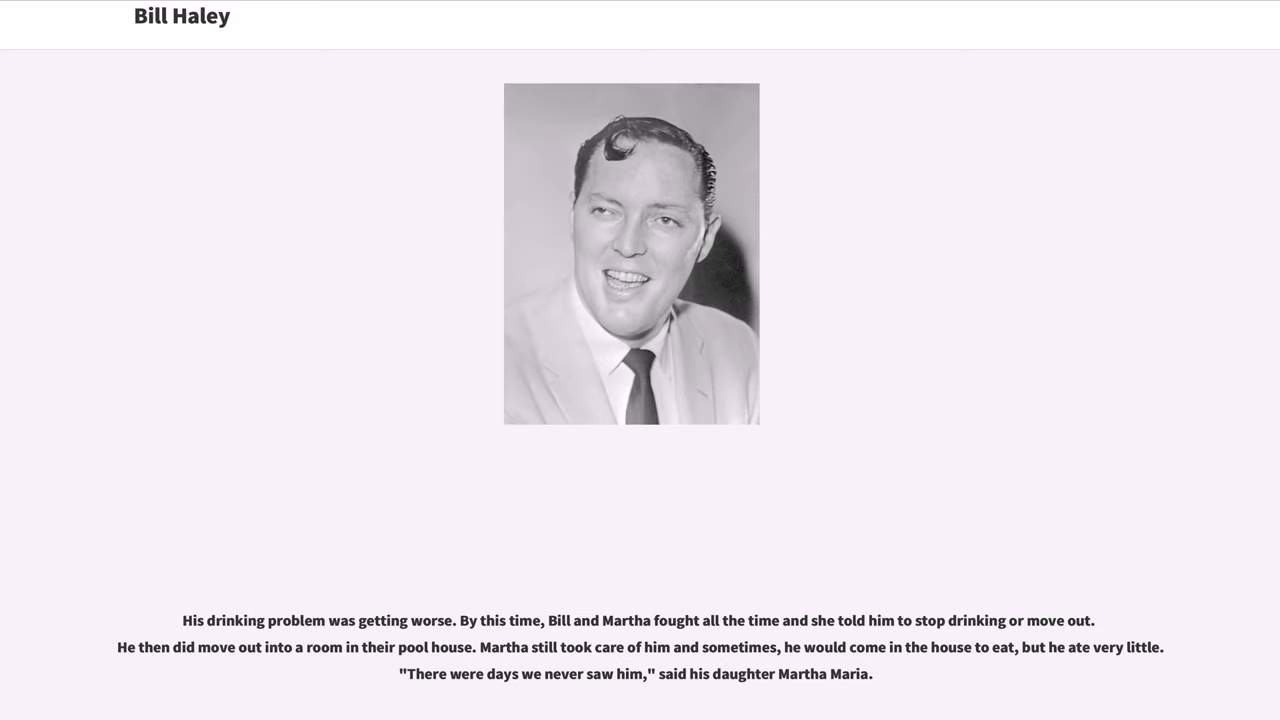 Bill Haley
His drinking problem was getting worse. By this time, Bill and Martha fought all the time and she told him to stop drinking or move out.
He then did move out into a room in their pool house. Martha still took care of him and sometimes, he would come in the house to eat, but he ate very little.
"There were days we never saw him," said his daughter Martha Maria.